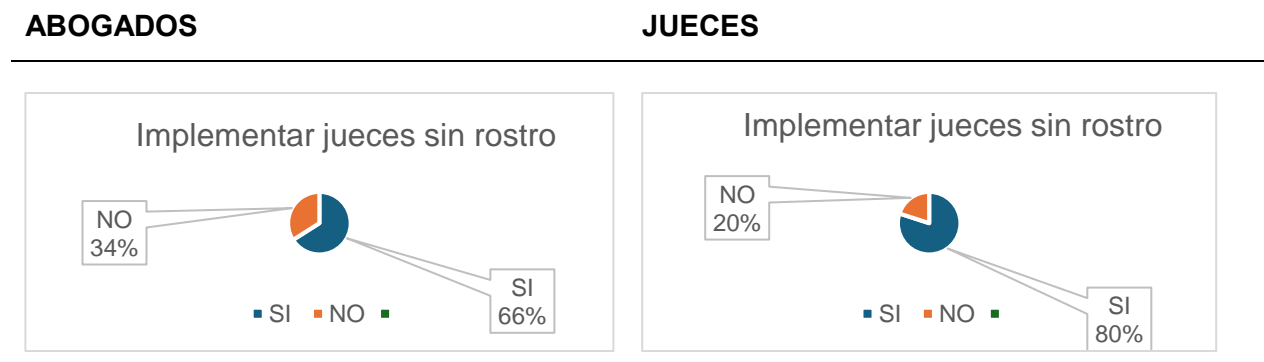 ABOGADOS
JUECES
Implementar jueces sin rostro
NO
34%
SI
66%
SI NO
Implementar jueces sin rostro
NO
20%
SI
80%
SI NO